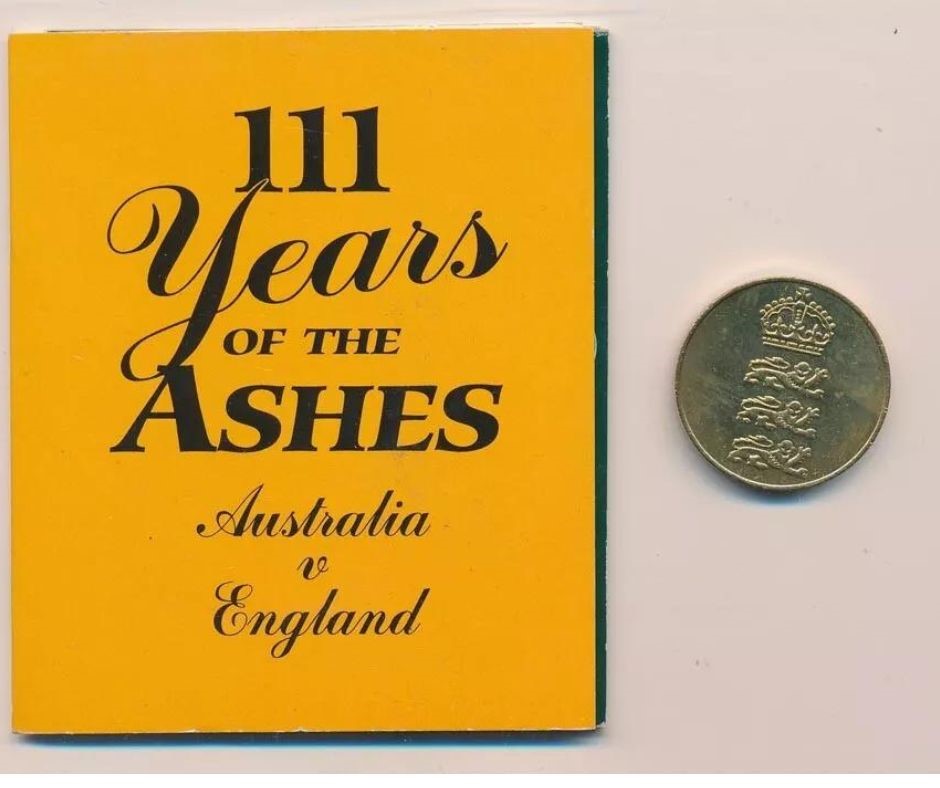 111
Years
OF THE
ASHES
Australia
v
England